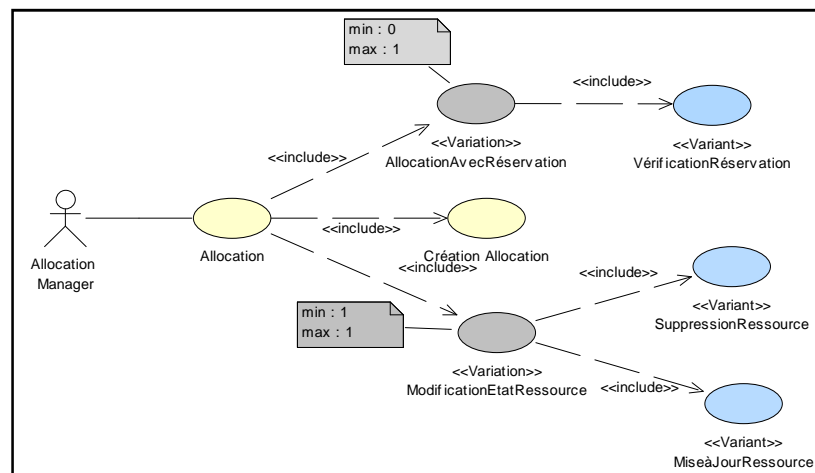 min : 0
max : 1
<<include>>
<<Variation>>
AllocationAvecRéservation
<<Variant>>
VérificationRéservation
<<include>>
Allocation
Manager
Allocation
<<include>>
Création Allocation
<<include>>
min : 1
max : 1
<<Variation>>
ModificationEtatRessource
<<include>>
<<Variant>>
SuppressionRessource
<<include>>
<<Variant>>
MiseàJourRessource